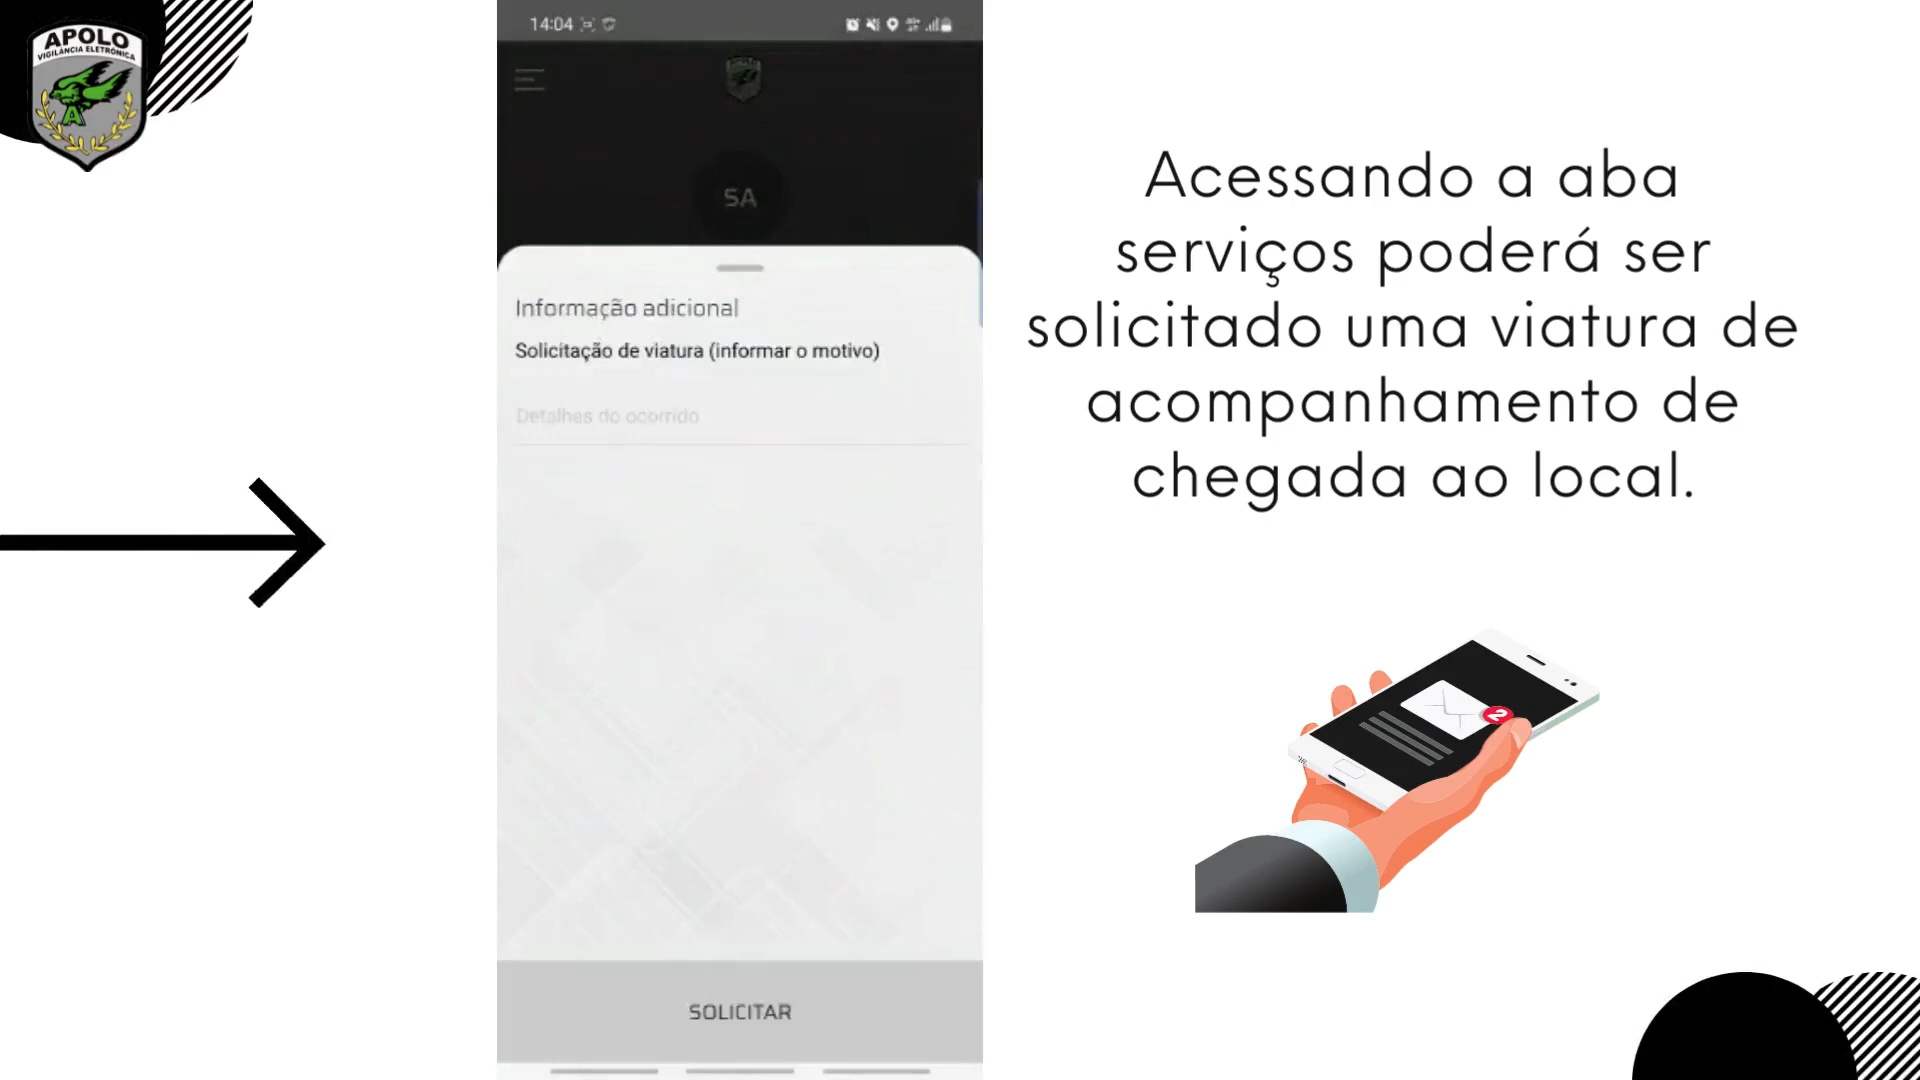 APOLO
VIGILÂNCIA ELETRÔNICA
A
14:04
SA
Informação adicional
Solicitação de viatura (informar o motivo)
Detalhes do ocorrido
SOLICITAR
Acessando a aba
serviços poderá ser
solicitado uma viatura de
acompanhamento de
chegada ao local.
2